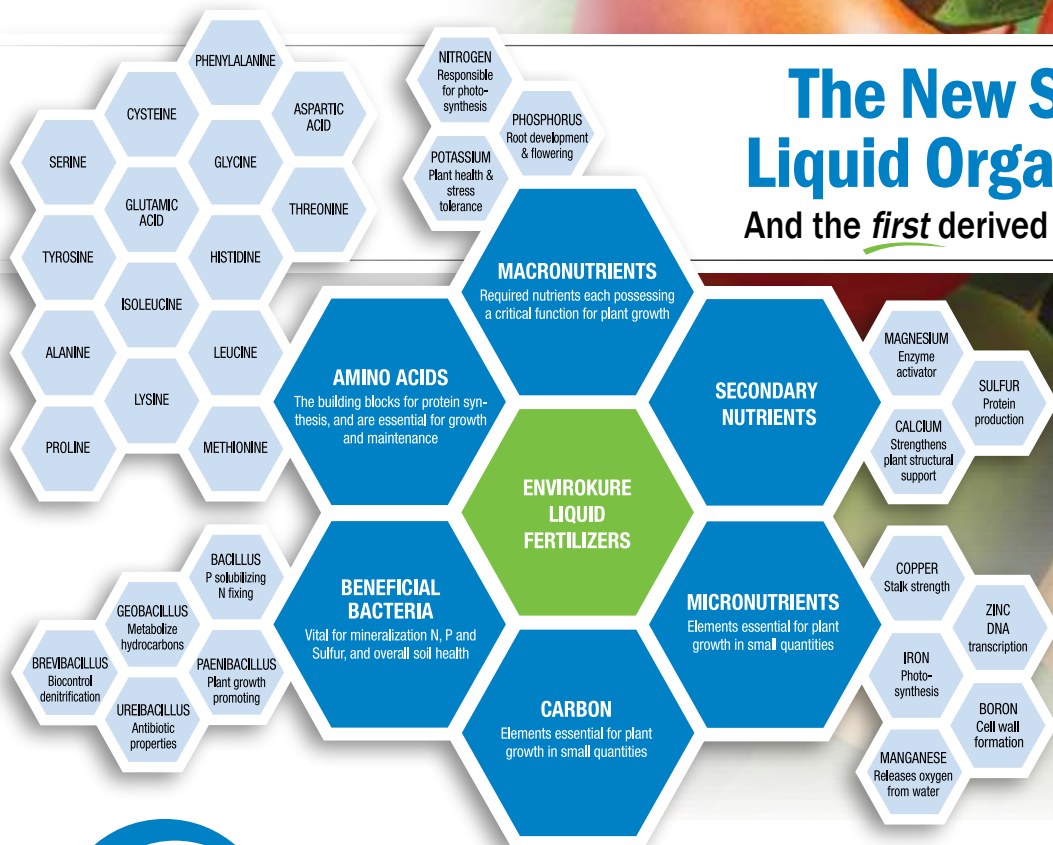 The New S
Liquid Orga
And the first derived
PHENYLALANINE
CYSTEINE
ASPARTIC
ACID
SERINE
GLYCINE
GLUTAMIC
ACID
THREONINE
TYROSINE
HISTIDINE
ISOLEUCINE
ALANINE
LEUCINE
LYSINE
PROLINE
METHIONINE
NITROGEN
Responsible
for photo-
synthesis
PHOSPHORUS
Root development
& flowering
POTASSIUM
Plant health &
stress
tolerance
MACRONUTRIENTS
Required nutrients each possessing
a critical function for plant growth
AMINO ACIDS
The building blocks for protein syn-
thesis, and are essential for growth
and maintenance
SECONDARY
NUTRIENTS
MAGNESIUM
Enzyme
activator
SULFUR
Protein
production
CALCIUM
Strengthens
plant structural
support
ENVIROKURE
LIQUID
FERTILIZERS
BENEFICIAL
BACTERIA
Vital for mineralization N, P and
Sulfur, and overall soil health
BACILLUS
P solubilizing
N fixing
GEOBACILLUS
Metabolize
hydrocarbons
BREVIBACILLUS
Biocontrol
denitrification
PAENIBACILLUS
Plant growth
promoting
UREIBACILLUS
Antibiotic
properties
MICRONUTRIENTS
Elements essential for plant
growth in small quantities
COPPER
Stalk strength
ZINC
DNA
transcription
IRON
Photo-
synthesis
BORON
Cell wall
formation
MANGANESE
Releases oxygen
from water
CARBON
Elements essential for plant
growth in small quantities